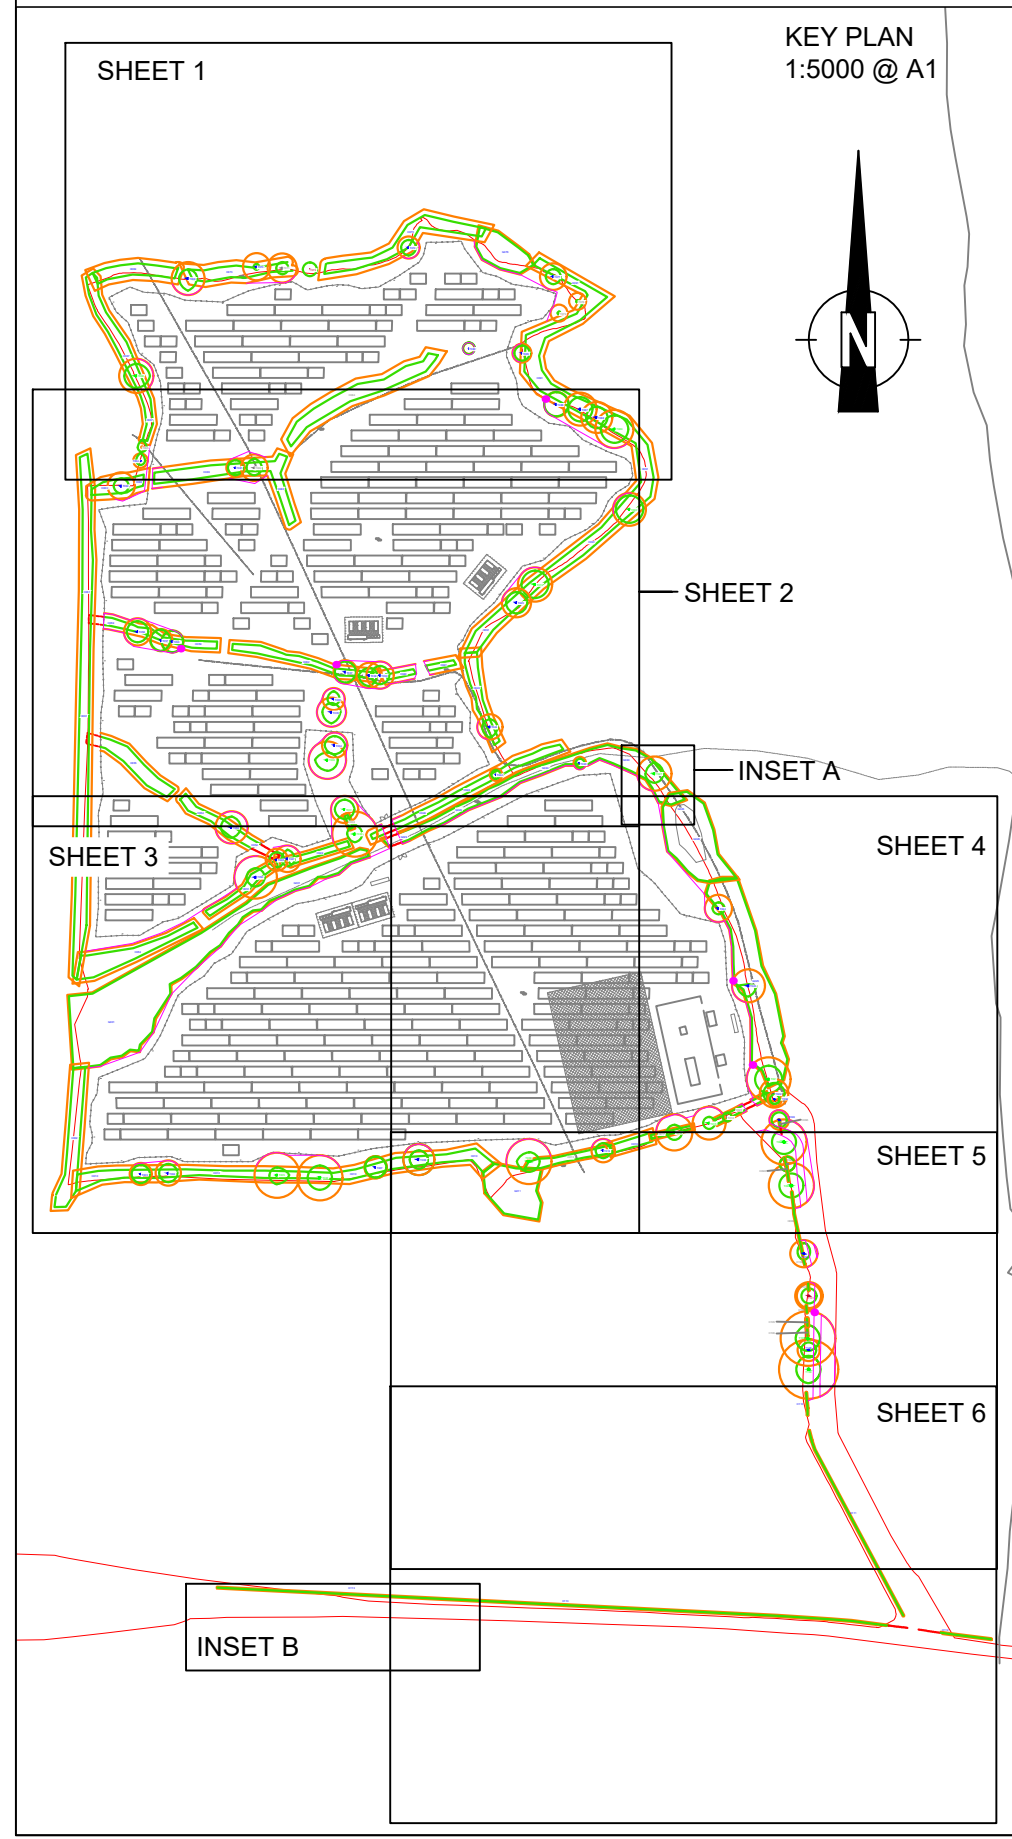 KEY PLAN
1:5000 @ A1
SHEET 1
N
SHEET 2
INSET A
SHEET 4
SHEET 3
SHEET 5
SHEET 6
INSET B